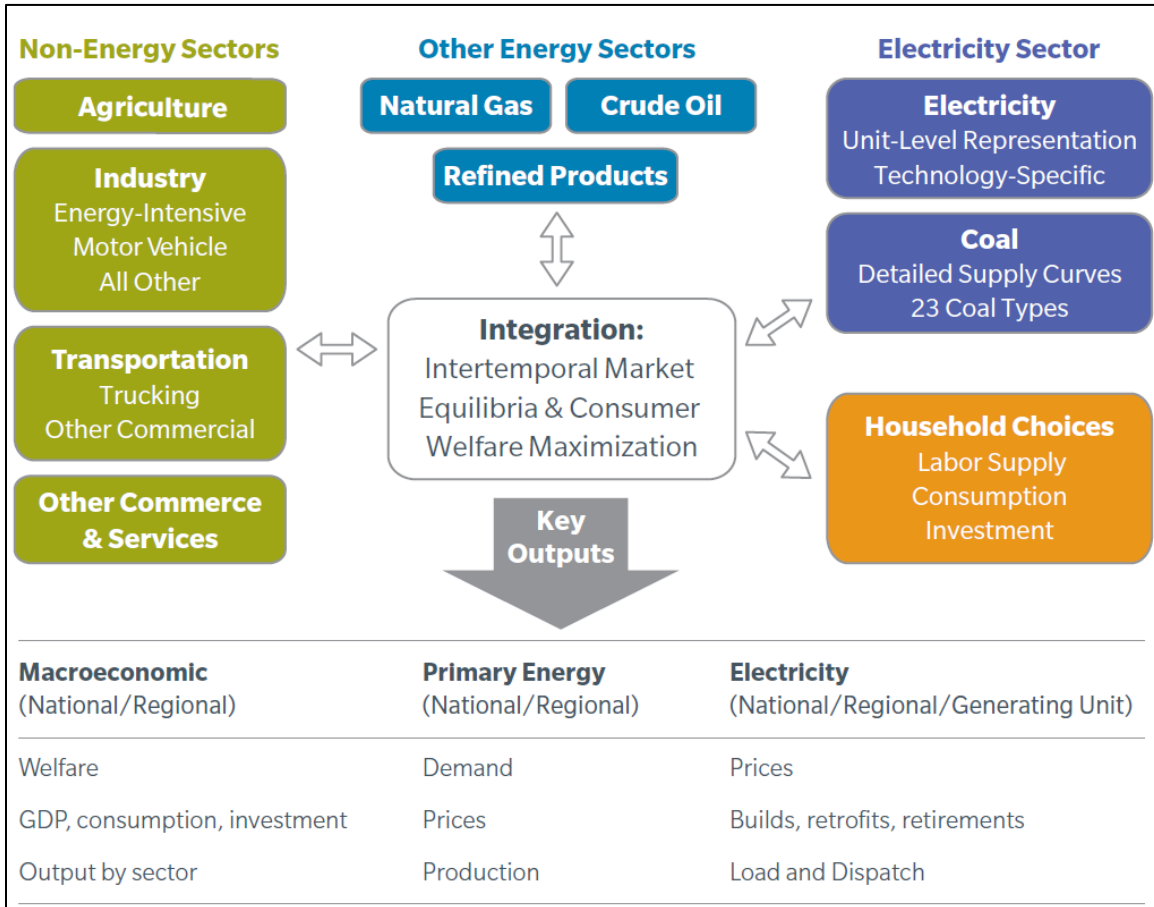 Non-Energy Sectors
Agriculture
Industry
Energy-Intensive
Motor Vehicle
All Other
Transportation
Trucking
Other Commercial
Other Commerce
& Services
Other Energy Sectors
Natural Gas
Crude Oil
Refined Products
Integration:
Intertemporal Market
Equilibria & Consumer
Welfare Maximization
Electricity Sector
Electricity
Unit-Level Representation
Technology-Specific
Coal
Detailed Supply Curves
23 Coal Types
Household Choices
Labor Supply
Consumption
Investment
Key
Outputs
Macroeconomic
(National/Regional)
Primary Energy
(National/Regional)
Electricity
(National/Regional/Generating Unit)
Welfare
Demand
Prices
GDP, consumption, investment
Prices
Builds, retrofits, retirements
Output by sector
Production
Load and Dispatch